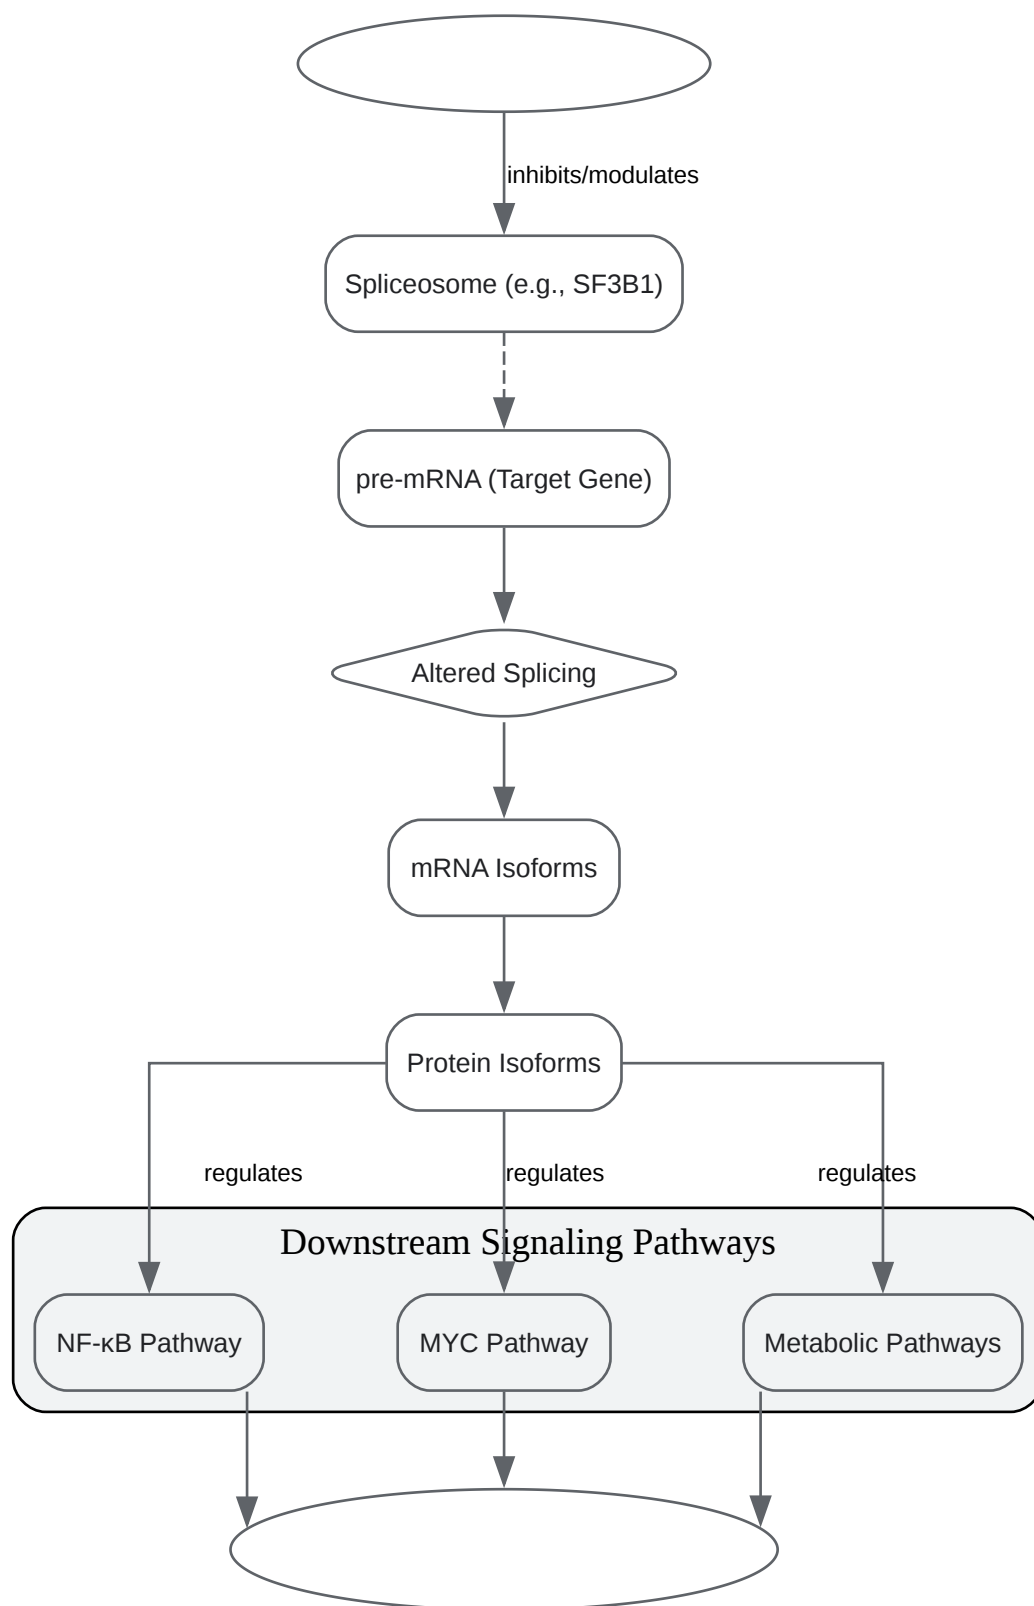 inhibits/modulates
Spliceosome (e.g., SF3B1)
pre-mRNA (Target Gene)
Altered Splicing
mRNA Isoforms
Protein Isoforms
regulates
regulates
regulates
Downstream Signaling Pathways
NF-κB Pathway
MYC Pathway
Metabolic Pathways